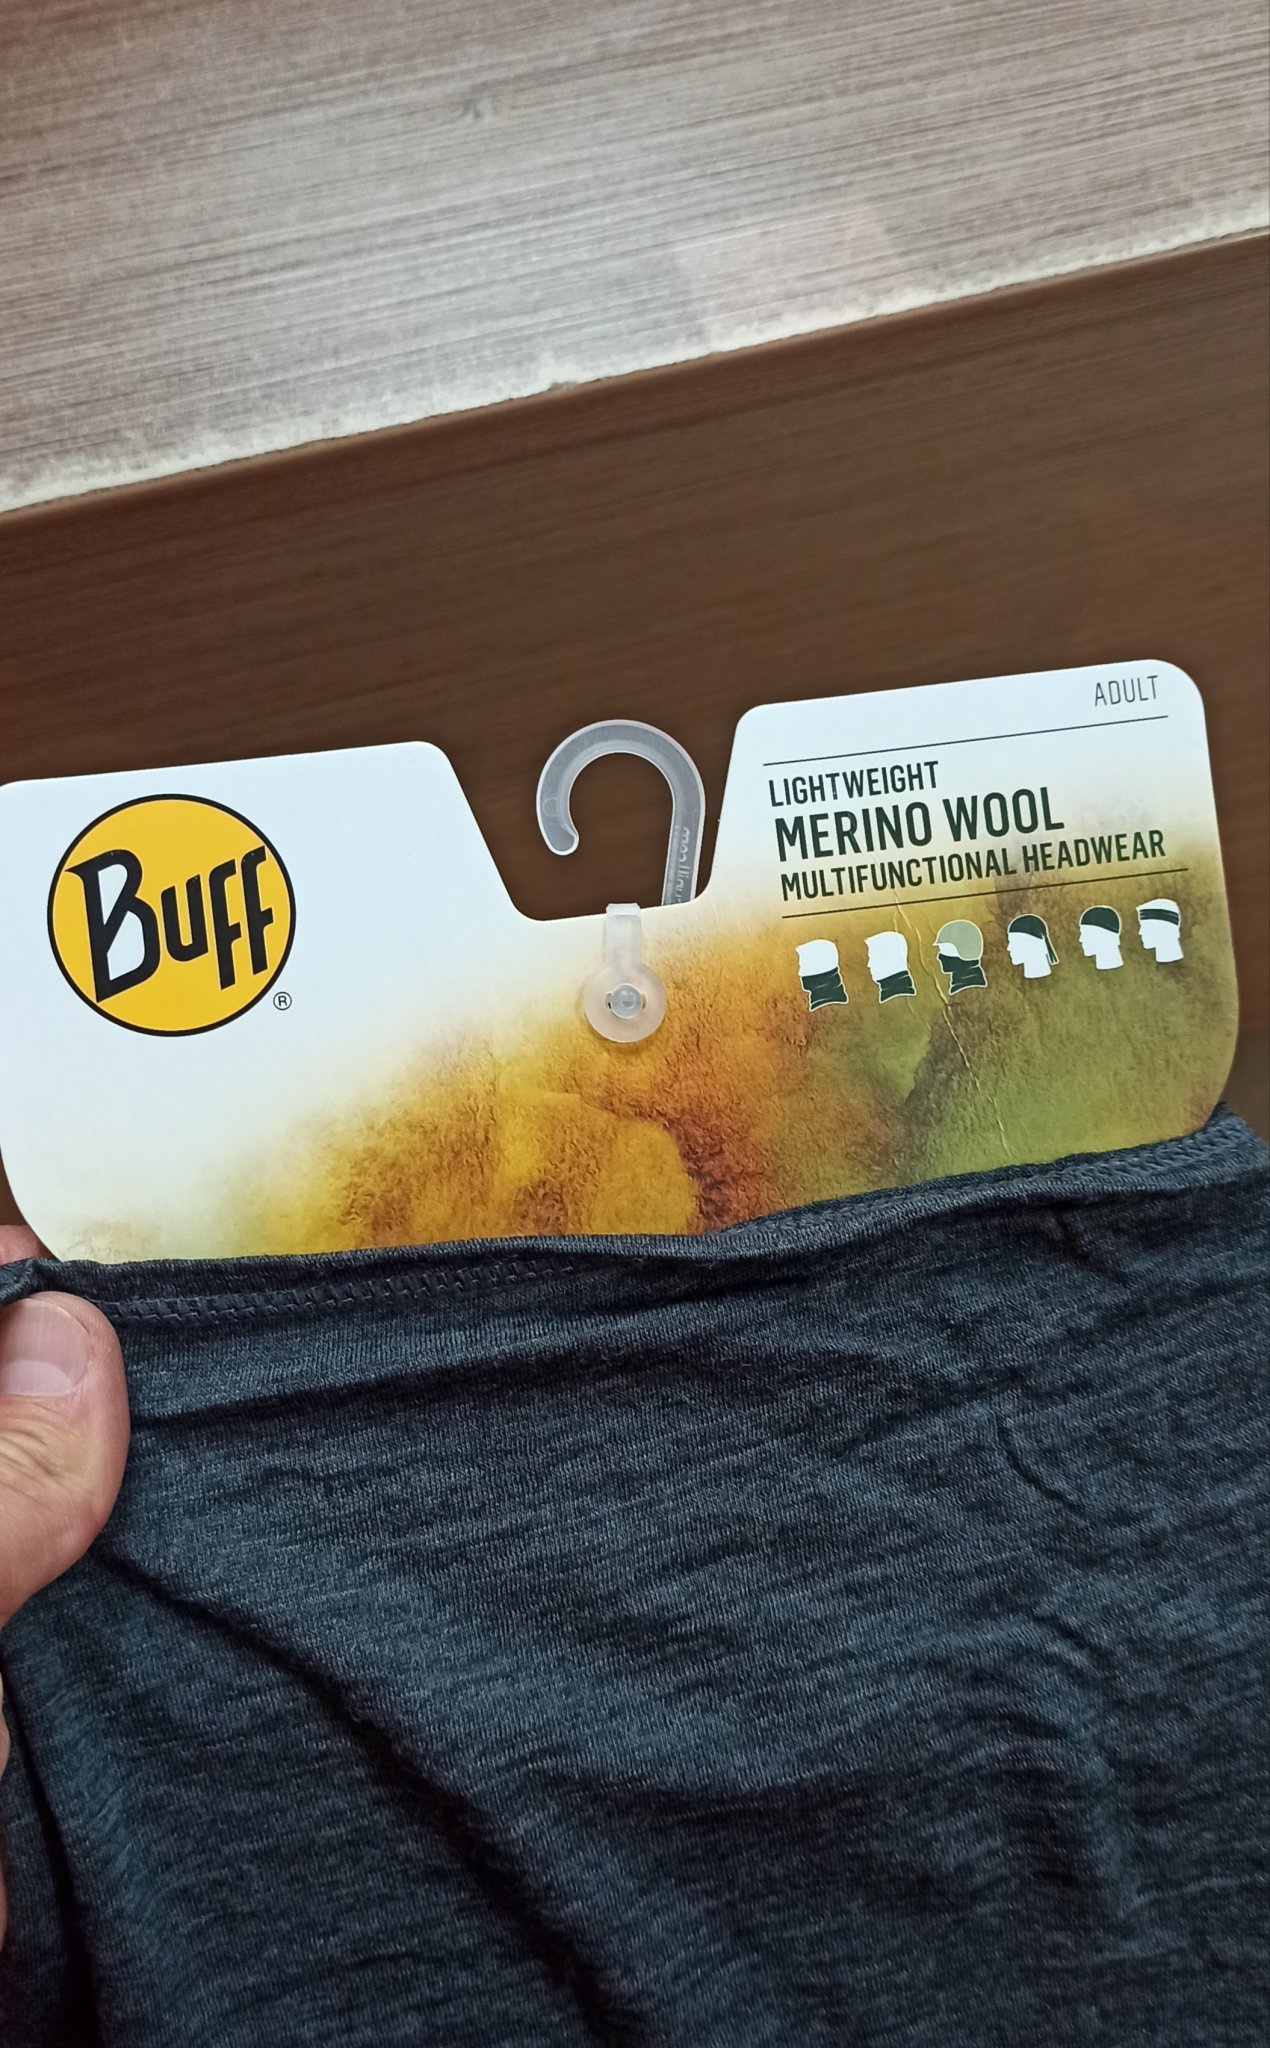 BUFF
®
ADULT
LIGHTWEIGHT
MERINO WOOL
MULTIFUNCTIONAL HEADWEAR